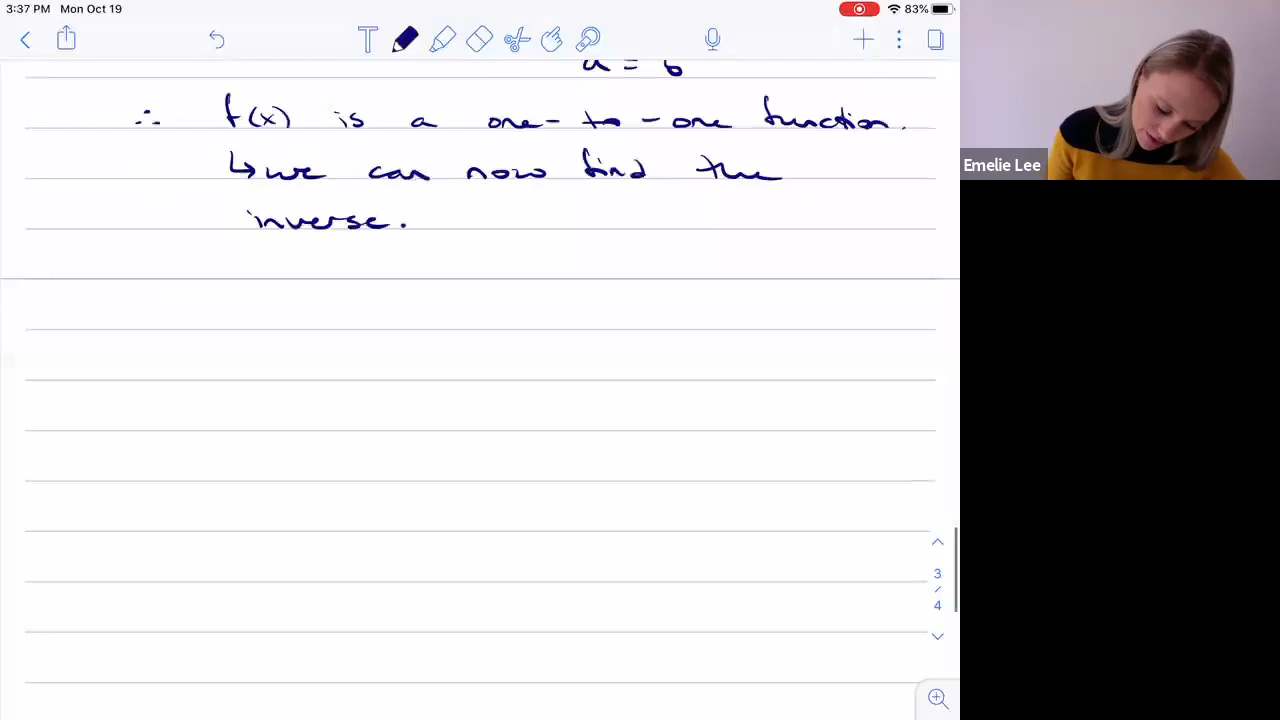 3:37 PM Mon Oct 19
83%
T
a = b
∴ f(x) is a one-to-one function.
↳ we can now find the
inverse.
3
/
4
Emelie Lee